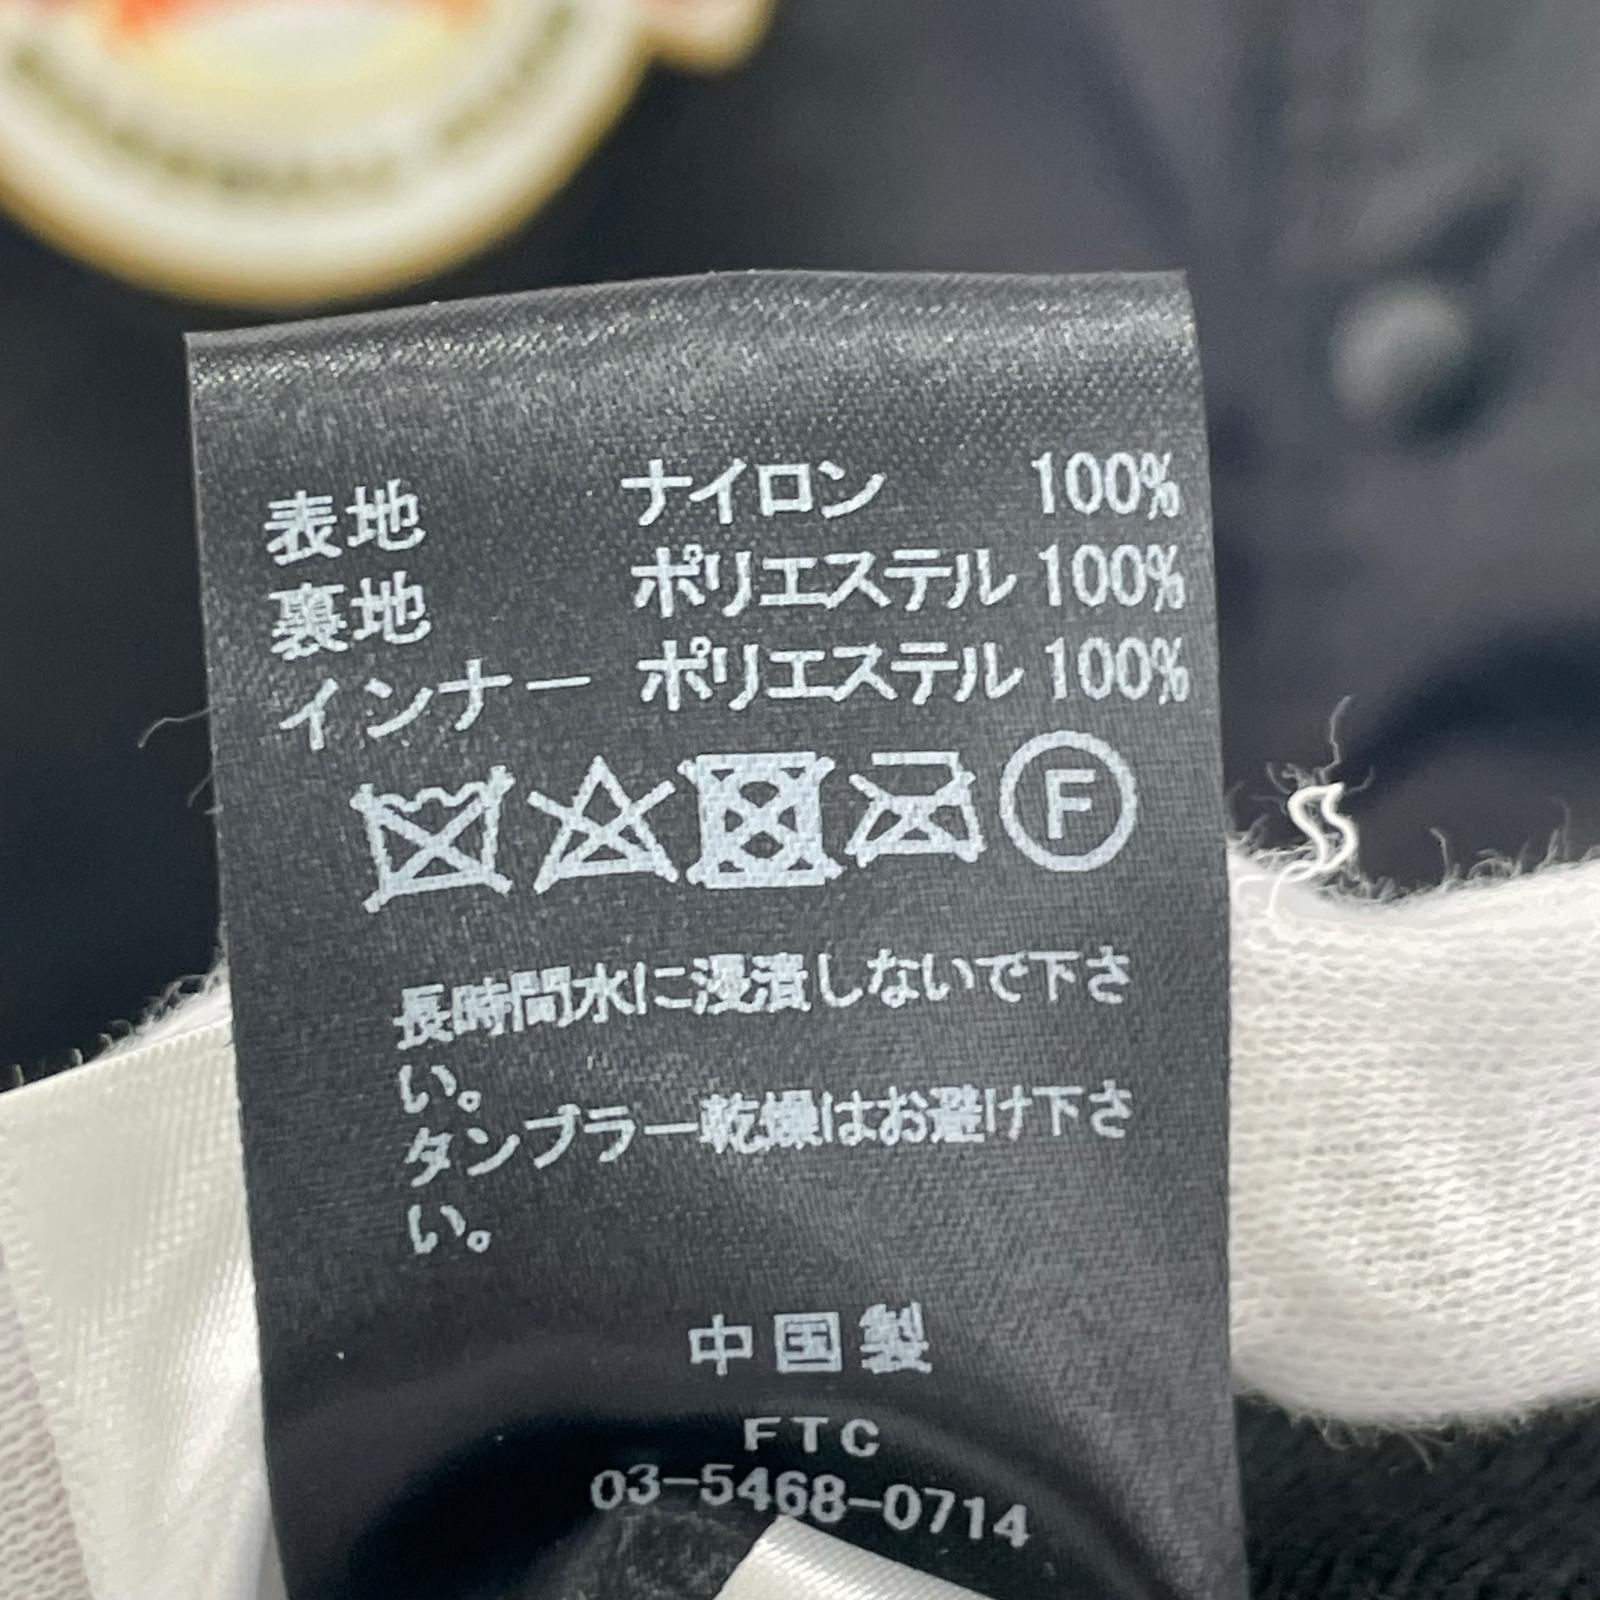 表地 ナイロン 100%
裏地 ポリエステル 100%
インナー ポリエステル 100%
F
長時間水に浸漬しないで下さ
い。
タンブラー乾燥はお避け下さ
い。
中国製
FTC
03-5468-0714